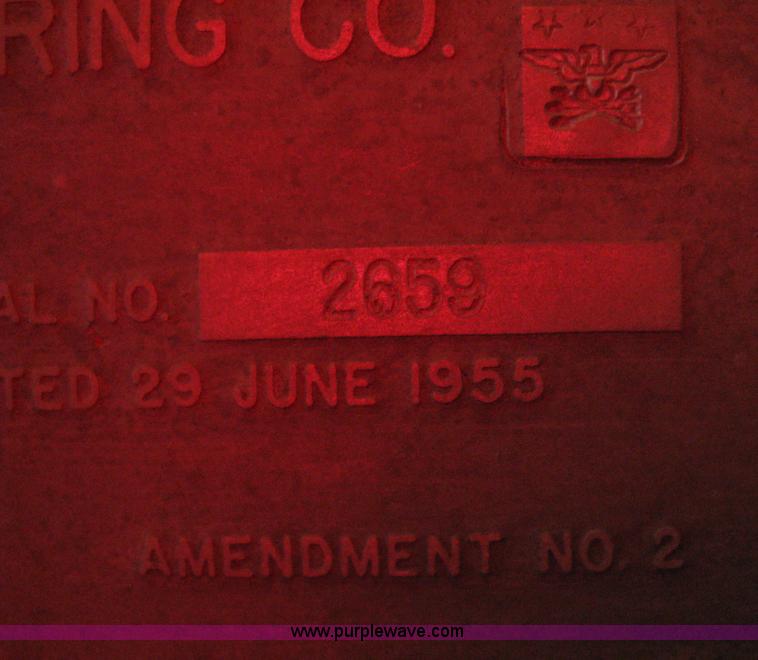 RING CO.
AL NO. 2659
TED 29 JUNE 1955
AMENDMENT NO. 2
www.purplewave.com